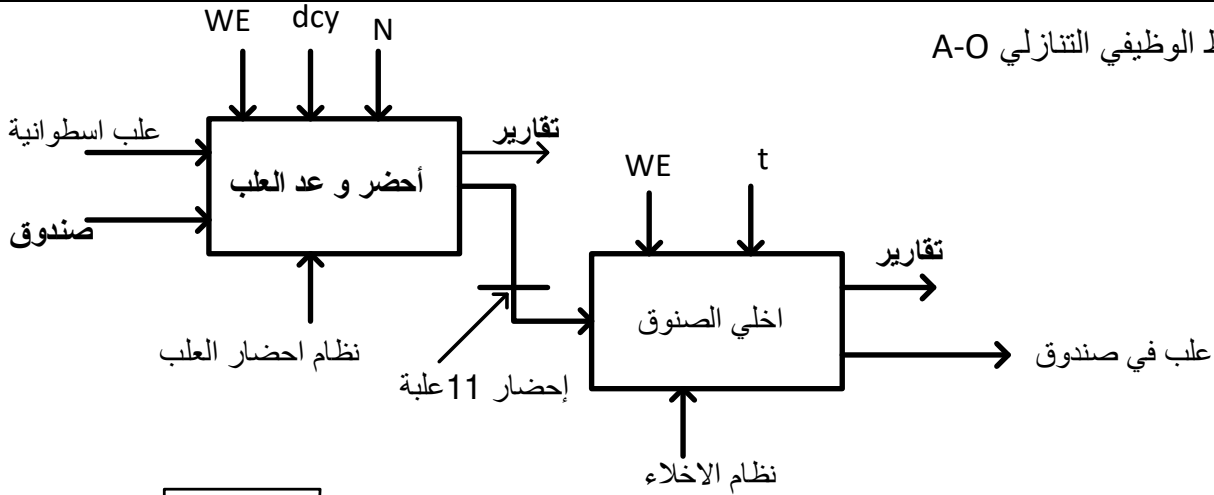 ـط الوظيفي التنازلي A-O
WE
dcy
N
علب اسطوانية
صندوق
أحضر و عد العلب
تقارير
نظام احضار العلب
إحضار 11علبة
WE
t
اخلي الصنوق
تقارير
علب في صندوق
نظام الاخلاء